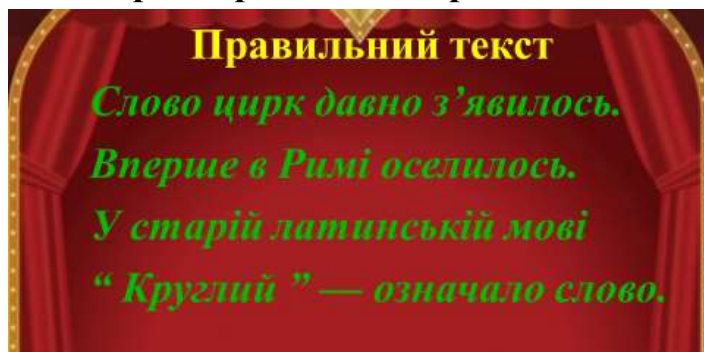 Правильний текст
Слово цирк давно з’явилось.
Вперше в Римі оселилось.
У старій латинській мові
“ Круглий ” — означало слово.